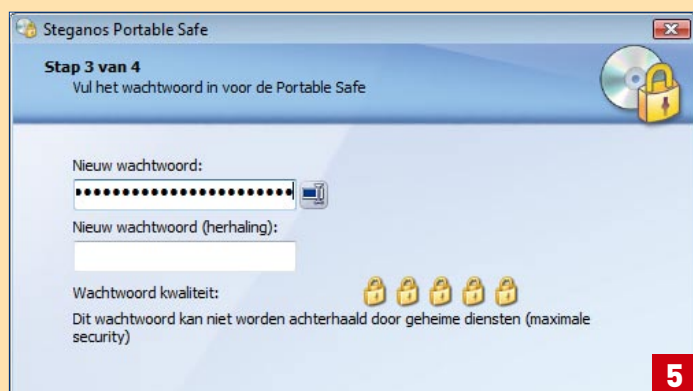 Steganos Portable Safe
Stap 3 van 4
Vul het wachtwoord in voor de Portable Safe
Nieuw wachtwoord:
Nieuw wachtwoord (herhaling):
Wachtwoord kwaliteit:
Dit wachtwoord kan niet worden achterhaald door geheime diensten (maximale
security)
5